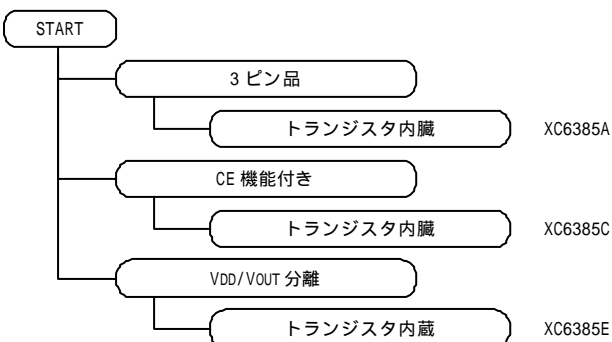 START
3ピン品
トランジスタ内臓 XC6385A
CE 機能付き
トランジスタ内臓 XC6385C
VDD/VOUT 分離
トランジスタ内蔵 XC6385E